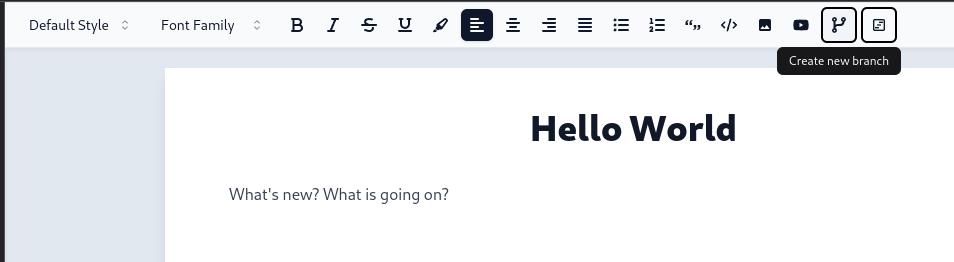 Default Style Font Family
Create new branch
Hello World
What's new? What is going on?